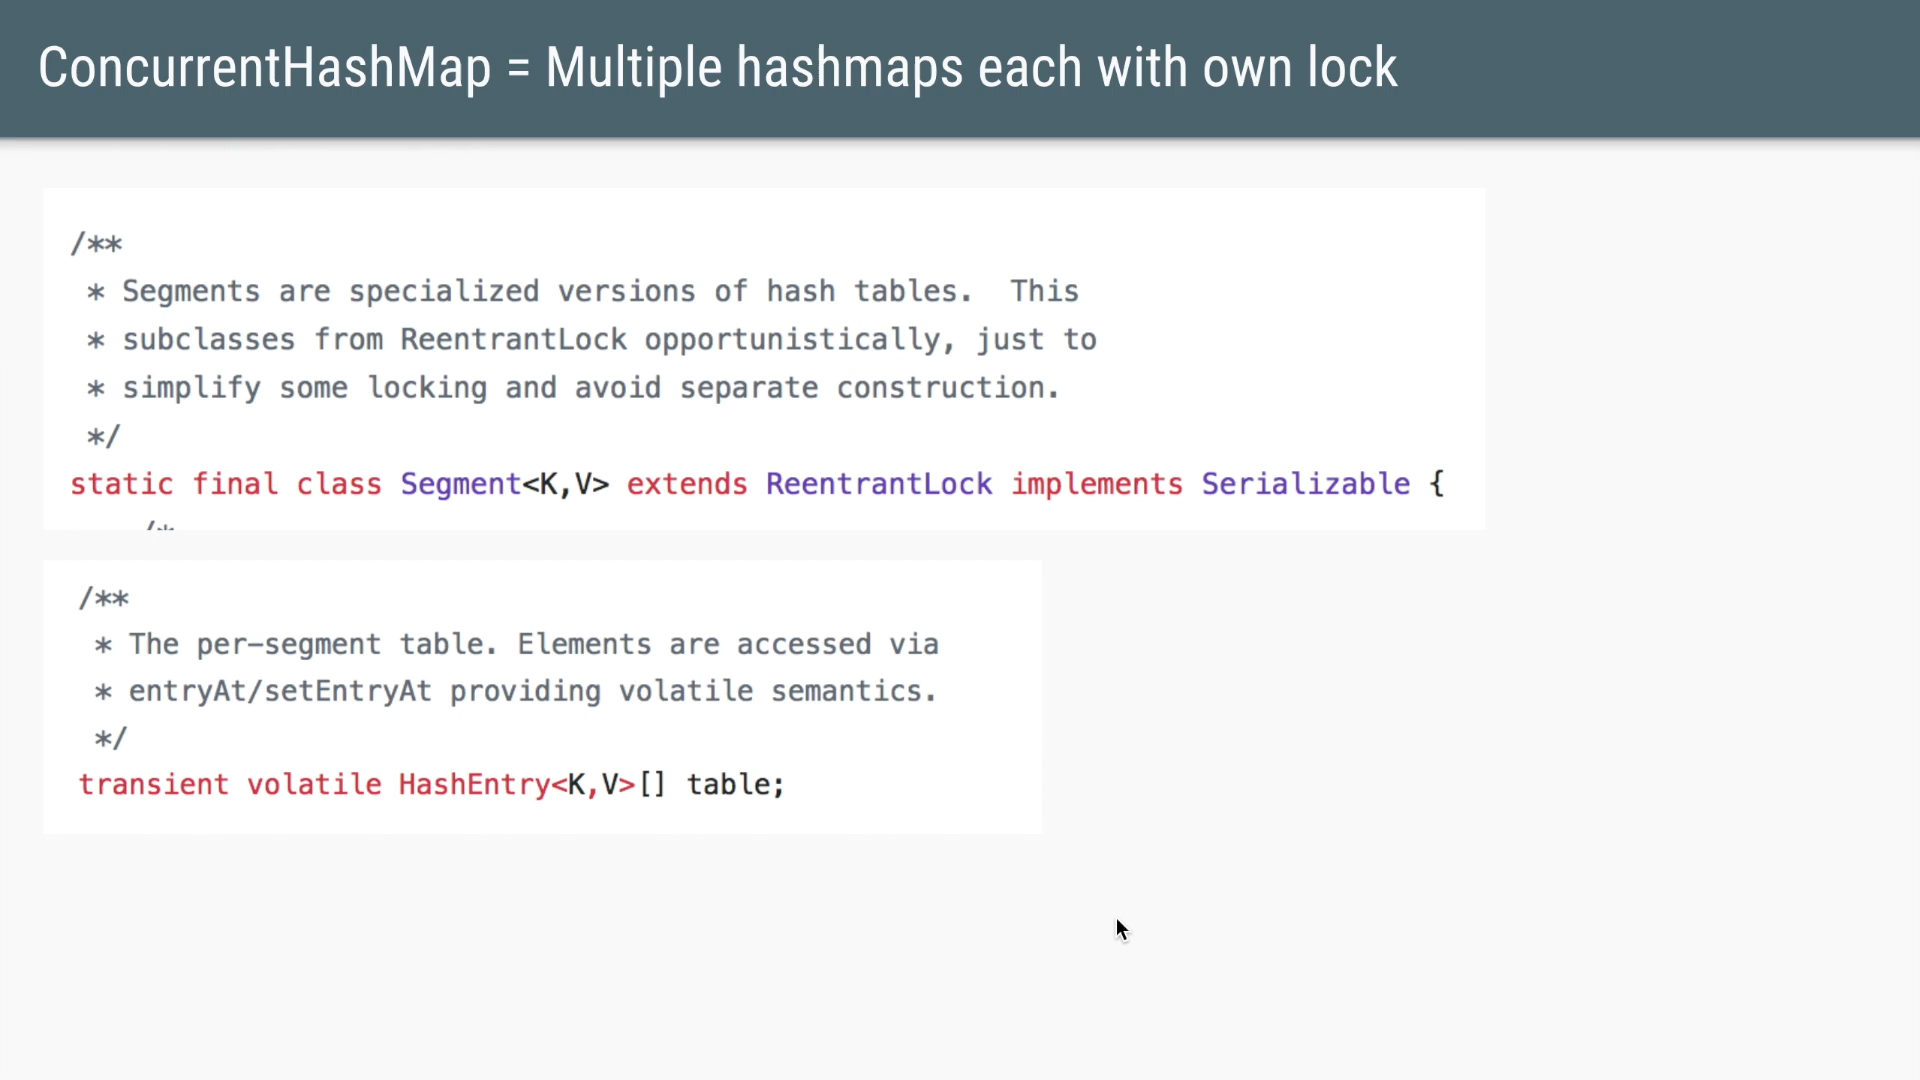 ConcurrentHashMap = Multiple hashmaps each with own lock
/**
 * Segments are specialized versions of hash tables.  This
 * subclasses from ReentrantLock opportunistically, just to
 * simplify some locking and avoid separate construction.
 */
static final class Segment<K,V> extends ReentrantLock implements Serializable {
    /*
/**
 * The per-segment table. Elements are accessed via
 * entryAt/setEntryAt providing volatile semantics.
 */
transient volatile HashEntry<K,V>[] table;